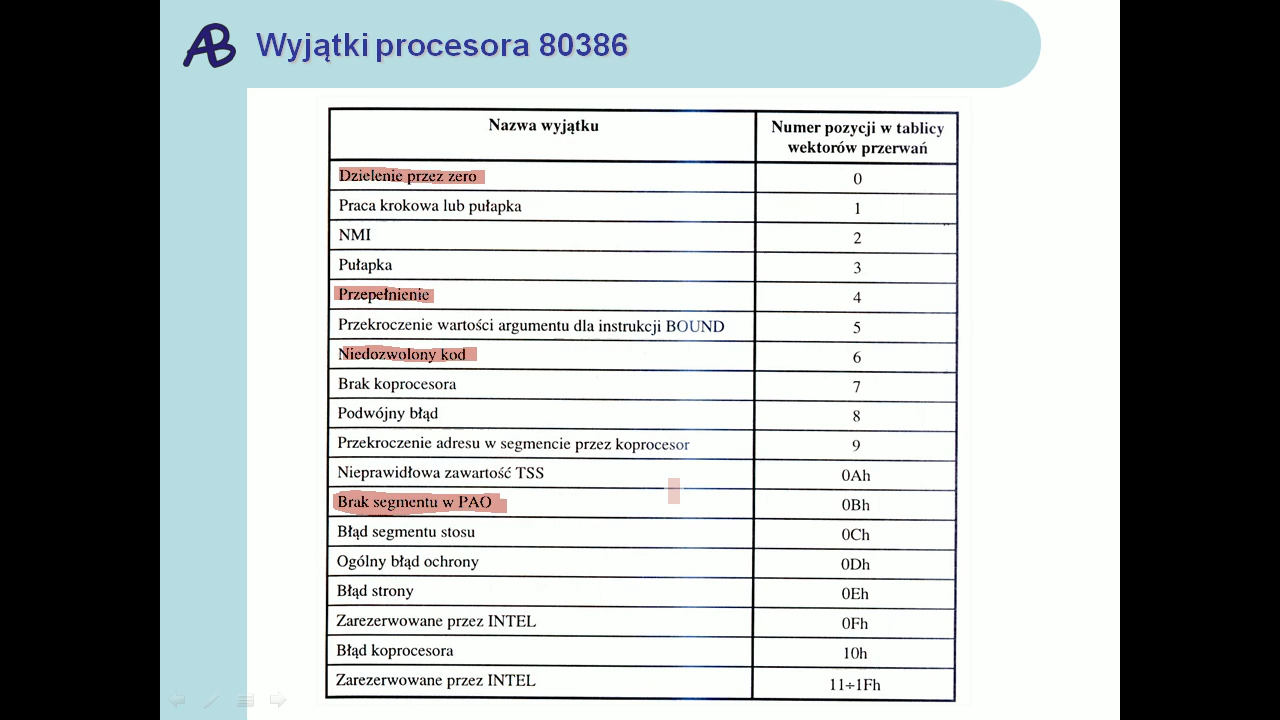 AB Wyjątki procesora 80386
Nazwa wyjątku
Numer pozycji w tablicy
wektorów przerwań
Dzielenie przez zero 0
Praca krokowa lub pułapka 1
NMI 2
Pułapka 3
Przepełnienie 4
Przekroczenie wartości argumentu dla instrukcji BOUND 5
Niedozwolony kod 6
Brak koprocesora 7
Podwójny błąd 8
Przekroczenie adresu w segmencie przez koprocesor 9
Nieprawidłowa zawartość TSS 0Ah
Brak segmentu w PAO 0Bh
Błąd segmentu stosu 0Ch
Ogólny błąd ochrony 0Dh
Błąd strony 0Eh
Zarezerwowane przez INTEL 0Fh
Błąd koprocesora 10h
Zarezerwowane przez INTEL 11÷1Fh